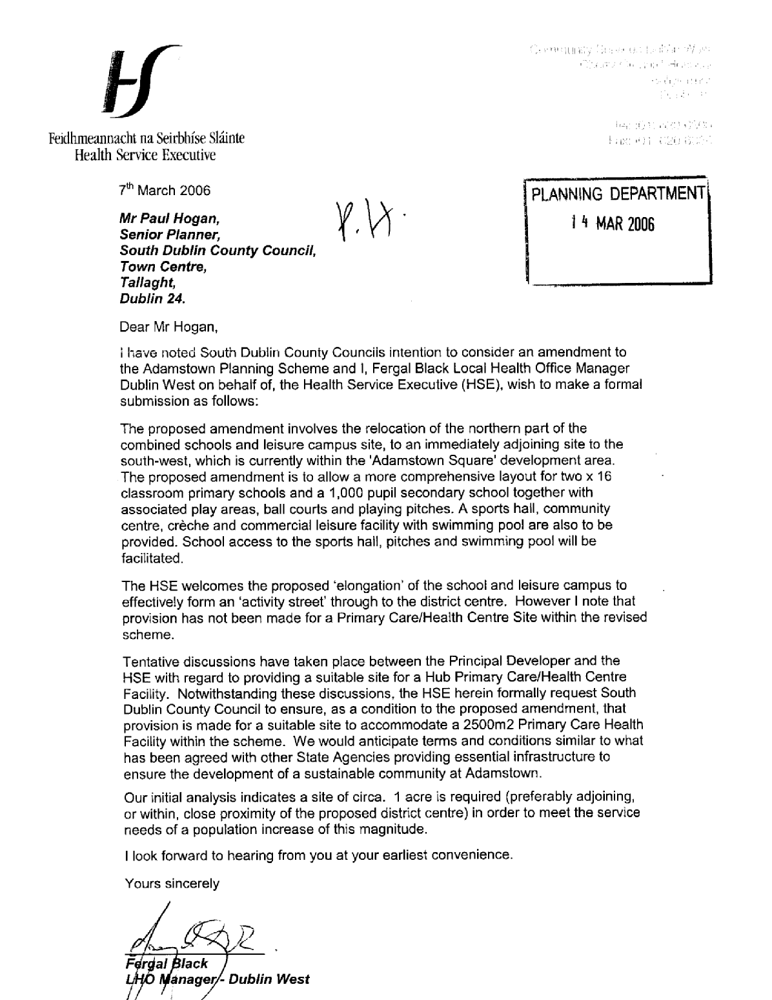 Feidhmeannacht na Seirbhíse Sláinte
Health Service Executive
7th March 2006
PLANNING DEPARTMENT
14 MAR 2006
P.H.
Mr Paul Hogan,
Senior Planner,
South Dublin County Council,
Town Centre,
Tallaght,
Dublin 24.
Dear Mr Hogan,
I have noted South Dublin County Councils intention to consider an amendment to
the Adamstown Planning Scheme and I, Fergal Black Local Health Office Manager
Dublin West on behalf of, the Health Service Executive (HSE), wish to make a formal
submission as follows:
The proposed amendment involves the relocation of the northern part of the
combined schools and leisure campus site, to an immediately adjoining site to the
south-west, which is currently within the 'Adamstown Square' development area.
The proposed amendment is to allow a more comprehensive layout for two x 16
classroom primary schools and a 1,000 pupil secondary school together with
associated play areas, ball courts and playing pitches. A sports hall, community
centre, crèche and commercial leisure facility with swimming pool are also to be
provided. School access to the sports hall, pitches and swimming pool will be
facilitated.
The HSE welcomes the proposed ‘elongation’ of the school and leisure campus to
effectively form an ‘activity street’ through to the district centre. However I note that
provision has not been made for a Primary Care/Health Centre Site within the revised
scheme.
Tentative discussions have taken place between the Principal Developer and the
HSE with regard to providing a suitable site for a Hub Primary Care/Health Centre
Facility. Notwithstanding these discussions, the HSE herein formally request South
Dublin County Council to ensure, as a condition to the proposed amendment, that
provision is made for a suitable site to accommodate a 2500m2 Primary Care Health
Facility within the scheme. We would anticipate terms and conditions similar to what
has been agreed with other State Agencies providing essential infrastructure to
ensure the development of a sustainable community at Adamstown.
Our initial analysis indicates a site of circa. 1 acre is required (preferably adjoining,
or within, close proximity of the proposed district centre) in order to meet the service
needs of a population increase of this magnitude.
I look forward to hearing from you at your earliest convenience.
Yours sincerely
Fergal Black
LHO Manager - Dublin West